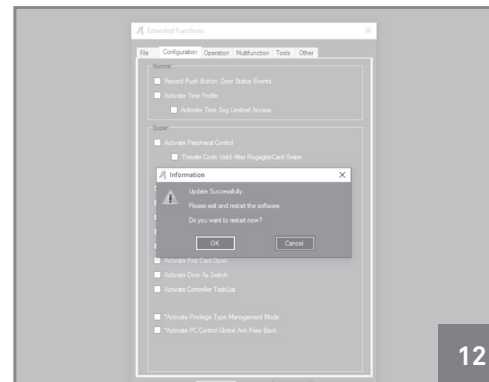 Extended Functions
File Configuration Operation Multifunction Tools Other
Normal
Record Push Button, Door Status Events
Activate Time Profile
Activate Time Seg Limited Access
Super
Activate Peripheral Control
Threate Code Valid After Card Swipe
Information
Update Successfully.
Please exit and restart the software.
Do you want to restart now?
OK Cancel
Activate First Card Open
Activate Door As Switch
Activate Controller TaskList
*Activate Privilege Type Management Mode
*Activate PC Control Global Anti Pass Back
12